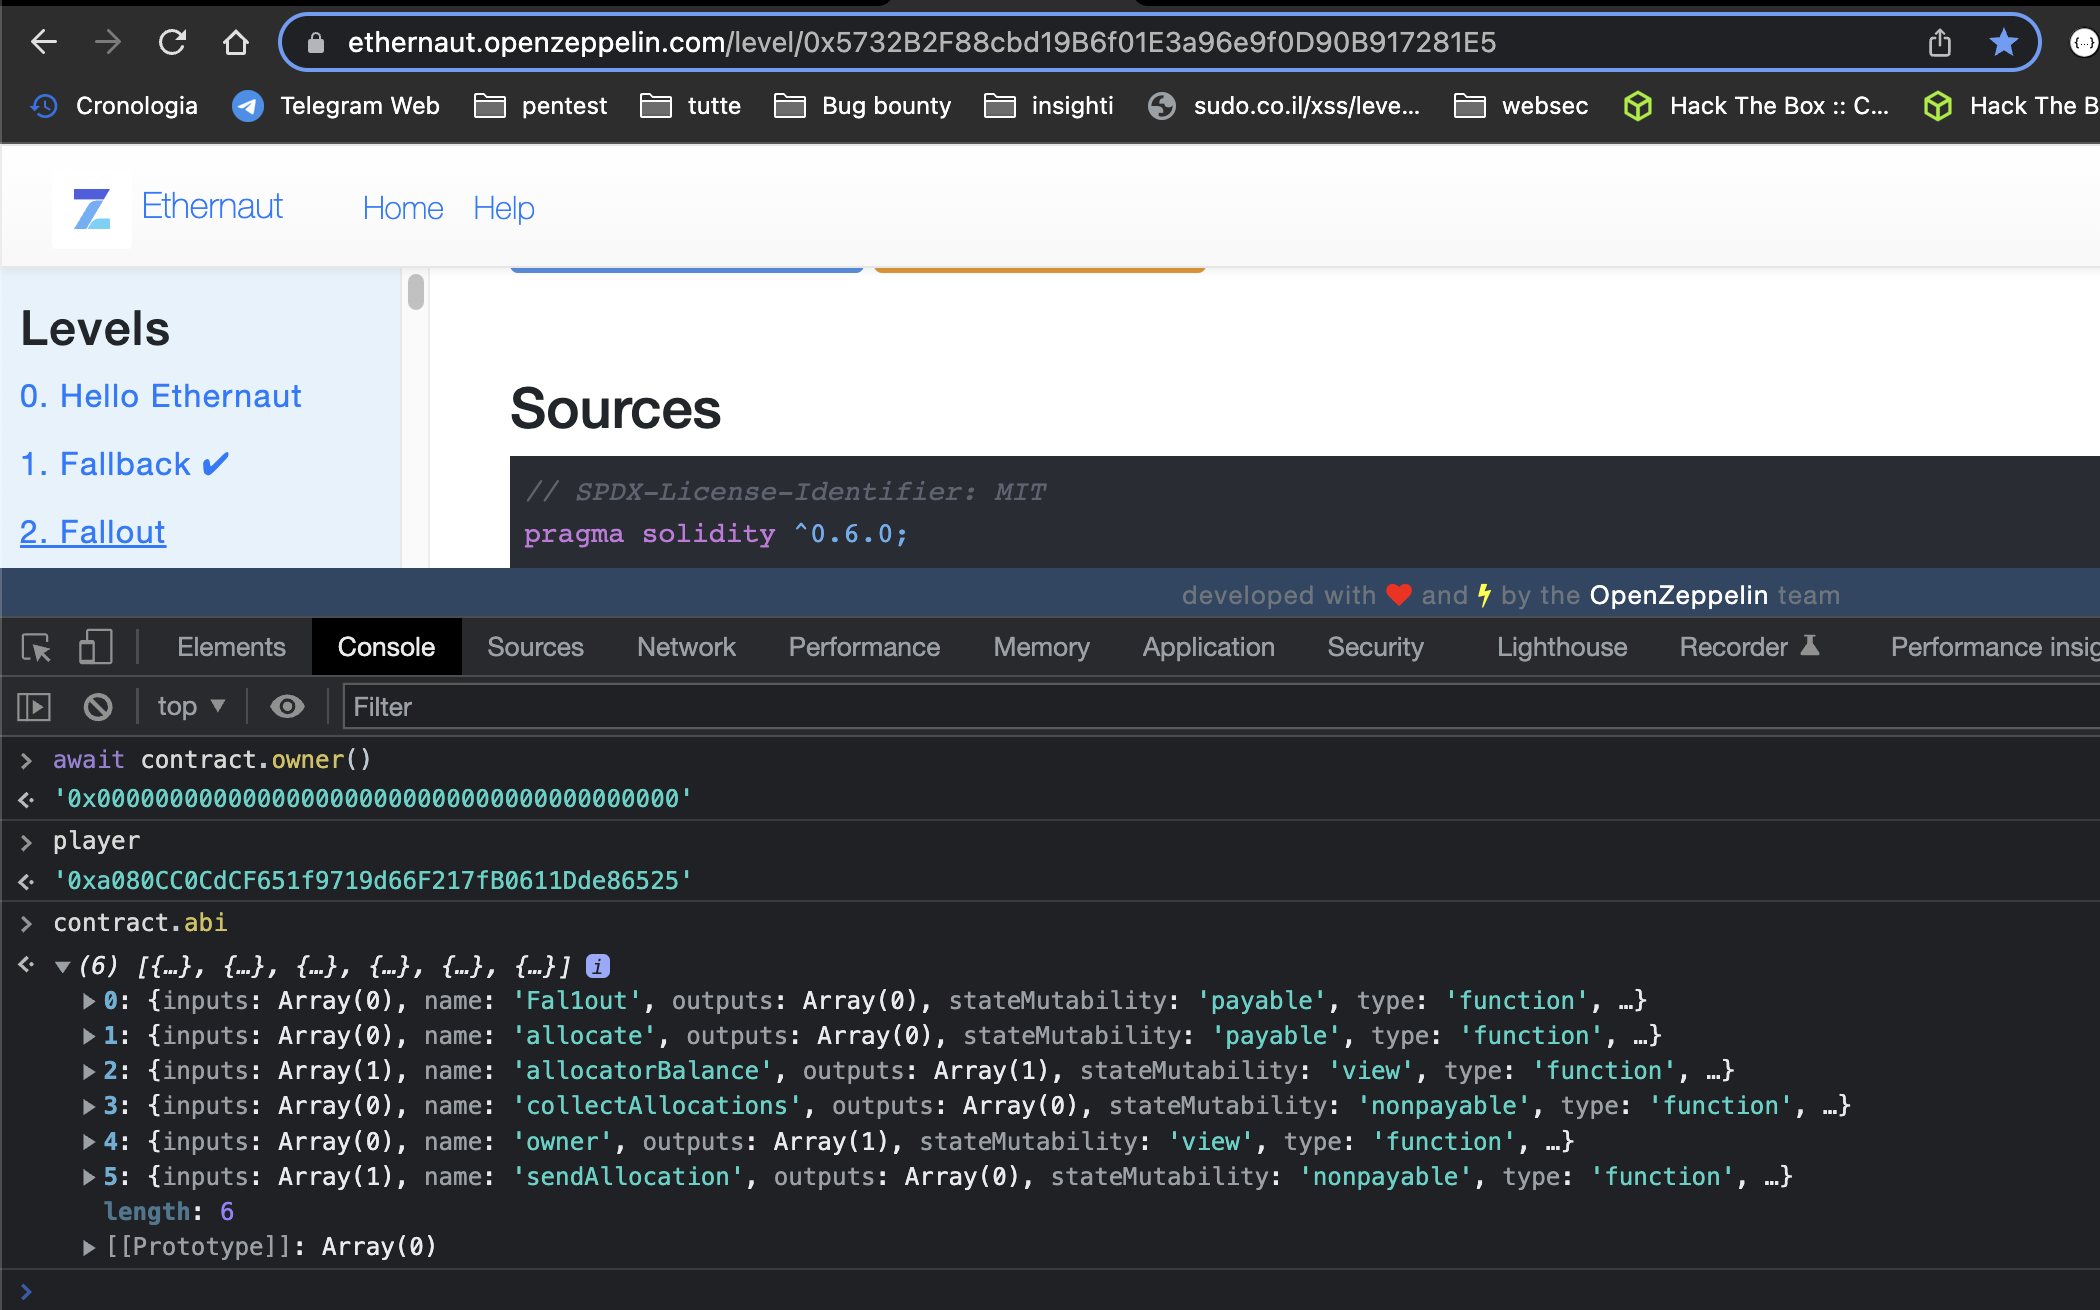 ethernaut.openzeppelin.com/level/0x5732B2F88cbd19B6f01E3a96e9f0D90B917281E5
Cronologia Telegram Web pentest tutte Bug bounty insighti sudo.co.il/xss/leve... websec Hack The Box :: C... Hack The B
Ethernaut Home Help
Levels
0. Hello Ethernaut
1. Fallback ✔
2. Fallout
Sources
// SPDX-License-Identifier: MIT
pragma solidity ^0.6.0;
developed with ❤ and ⚡ by the OpenZeppelin team
Elements Console Sources Network Performance Memory Application Security Lighthouse Recorder Performance insig
top ▼ Filter
> await contract.owner()
'0x0000000000000000000000000000000000000000'
> player
'0xa080CC0CdCF651f9719d66F217fB0611Dde86525'
> contract.abi
▼ (6) [{…}, {…}, {…}, {…}, {…}, {…}] i
▶ 0: {inputs: Array(0), name: 'Fal1out', outputs: Array(0), stateMutability: 'payable', type: 'function', …}
▶ 1: {inputs: Array(0), name: 'allocate', outputs: Array(0), stateMutability: 'payable', type: 'function', …}
▶ 2: {inputs: Array(1), name: 'allocatorBalance', outputs: Array(1), stateMutability: 'view', type: 'function', …}
▶ 3: {inputs: Array(0), name: 'collectAllocations', outputs: Array(0), stateMutability: 'nonpayable', type: 'function', …}
▶ 4: {inputs: Array(0), name: 'owner', outputs: Array(1), stateMutability: 'view', type: 'function', …}
▶ 5: {inputs: Array(1), name: 'sendAllocation', outputs: Array(0), stateMutability: 'nonpayable', type: 'function', …}
length: 6
▶ [[Prototype]]: Array(0)
>